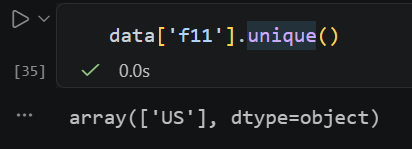 data['f11'].unique()
[35]
0.0s
...
array(['US'], dtype=object)